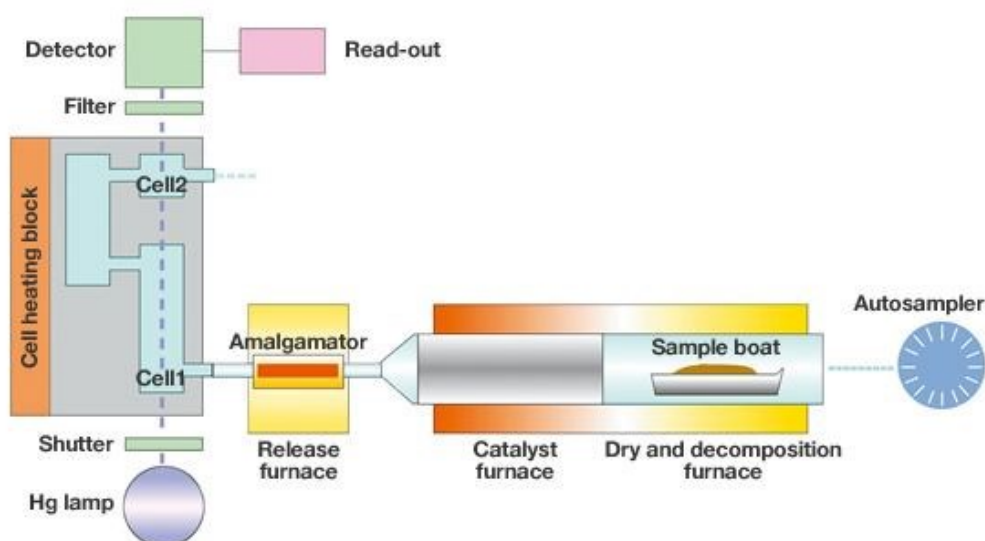 Detector
Read-out
Filter
Cell2
Cell heating block
Autosampler
Amalgamator
Sample boat
Cell1
Shutter
Release
furnace
Catalyst
furnace
Dry and decomposition
furnace
Hg lamp